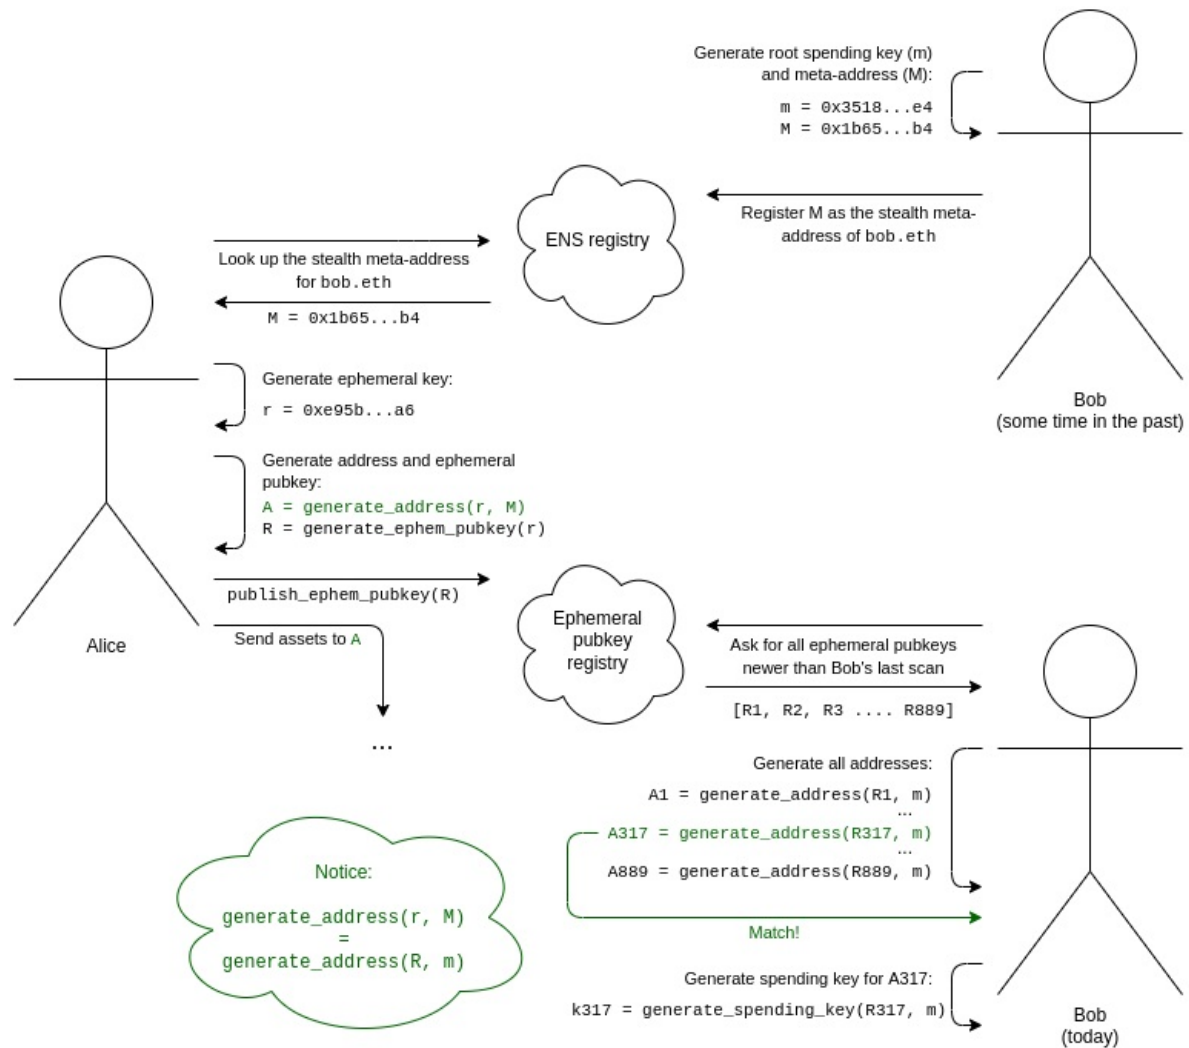 Generate root spending key (m)
and meta-address (M):
m = 0x3518...e4
M = 0x1b65...b4
Register M as the stealth meta-
address of bob.eth
ENS registry
Look up the stealth meta-address
for bob.eth
M = 0x1b65...b4
Bob
(some time in the past)
Generate ephemeral key:
r = 0xe95b...a6
Generate address and ephemeral
pubkey:
A = generate_address(r, M)
R = generate_ephem_pubkey(r)
publish_ephem_pubkey(R)
Alice
Send assets to A
...
Ephemeral
pubkey
registry
Ask for all ephemeral pubkeys
newer than Bob's last scan
[R1, R2, R3 .... R889]
Generate all addresses:
A1 = generate_address(R1, m)
...
A317 = generate_address(R317, m)
...
A889 = generate_address(R889, m)
Match!
Notice:
generate_address(r, M)
=
generate_address(R, m)
Generate spending key for A317:
k317 = generate_spending_key(R317, m)
Bob
(today)